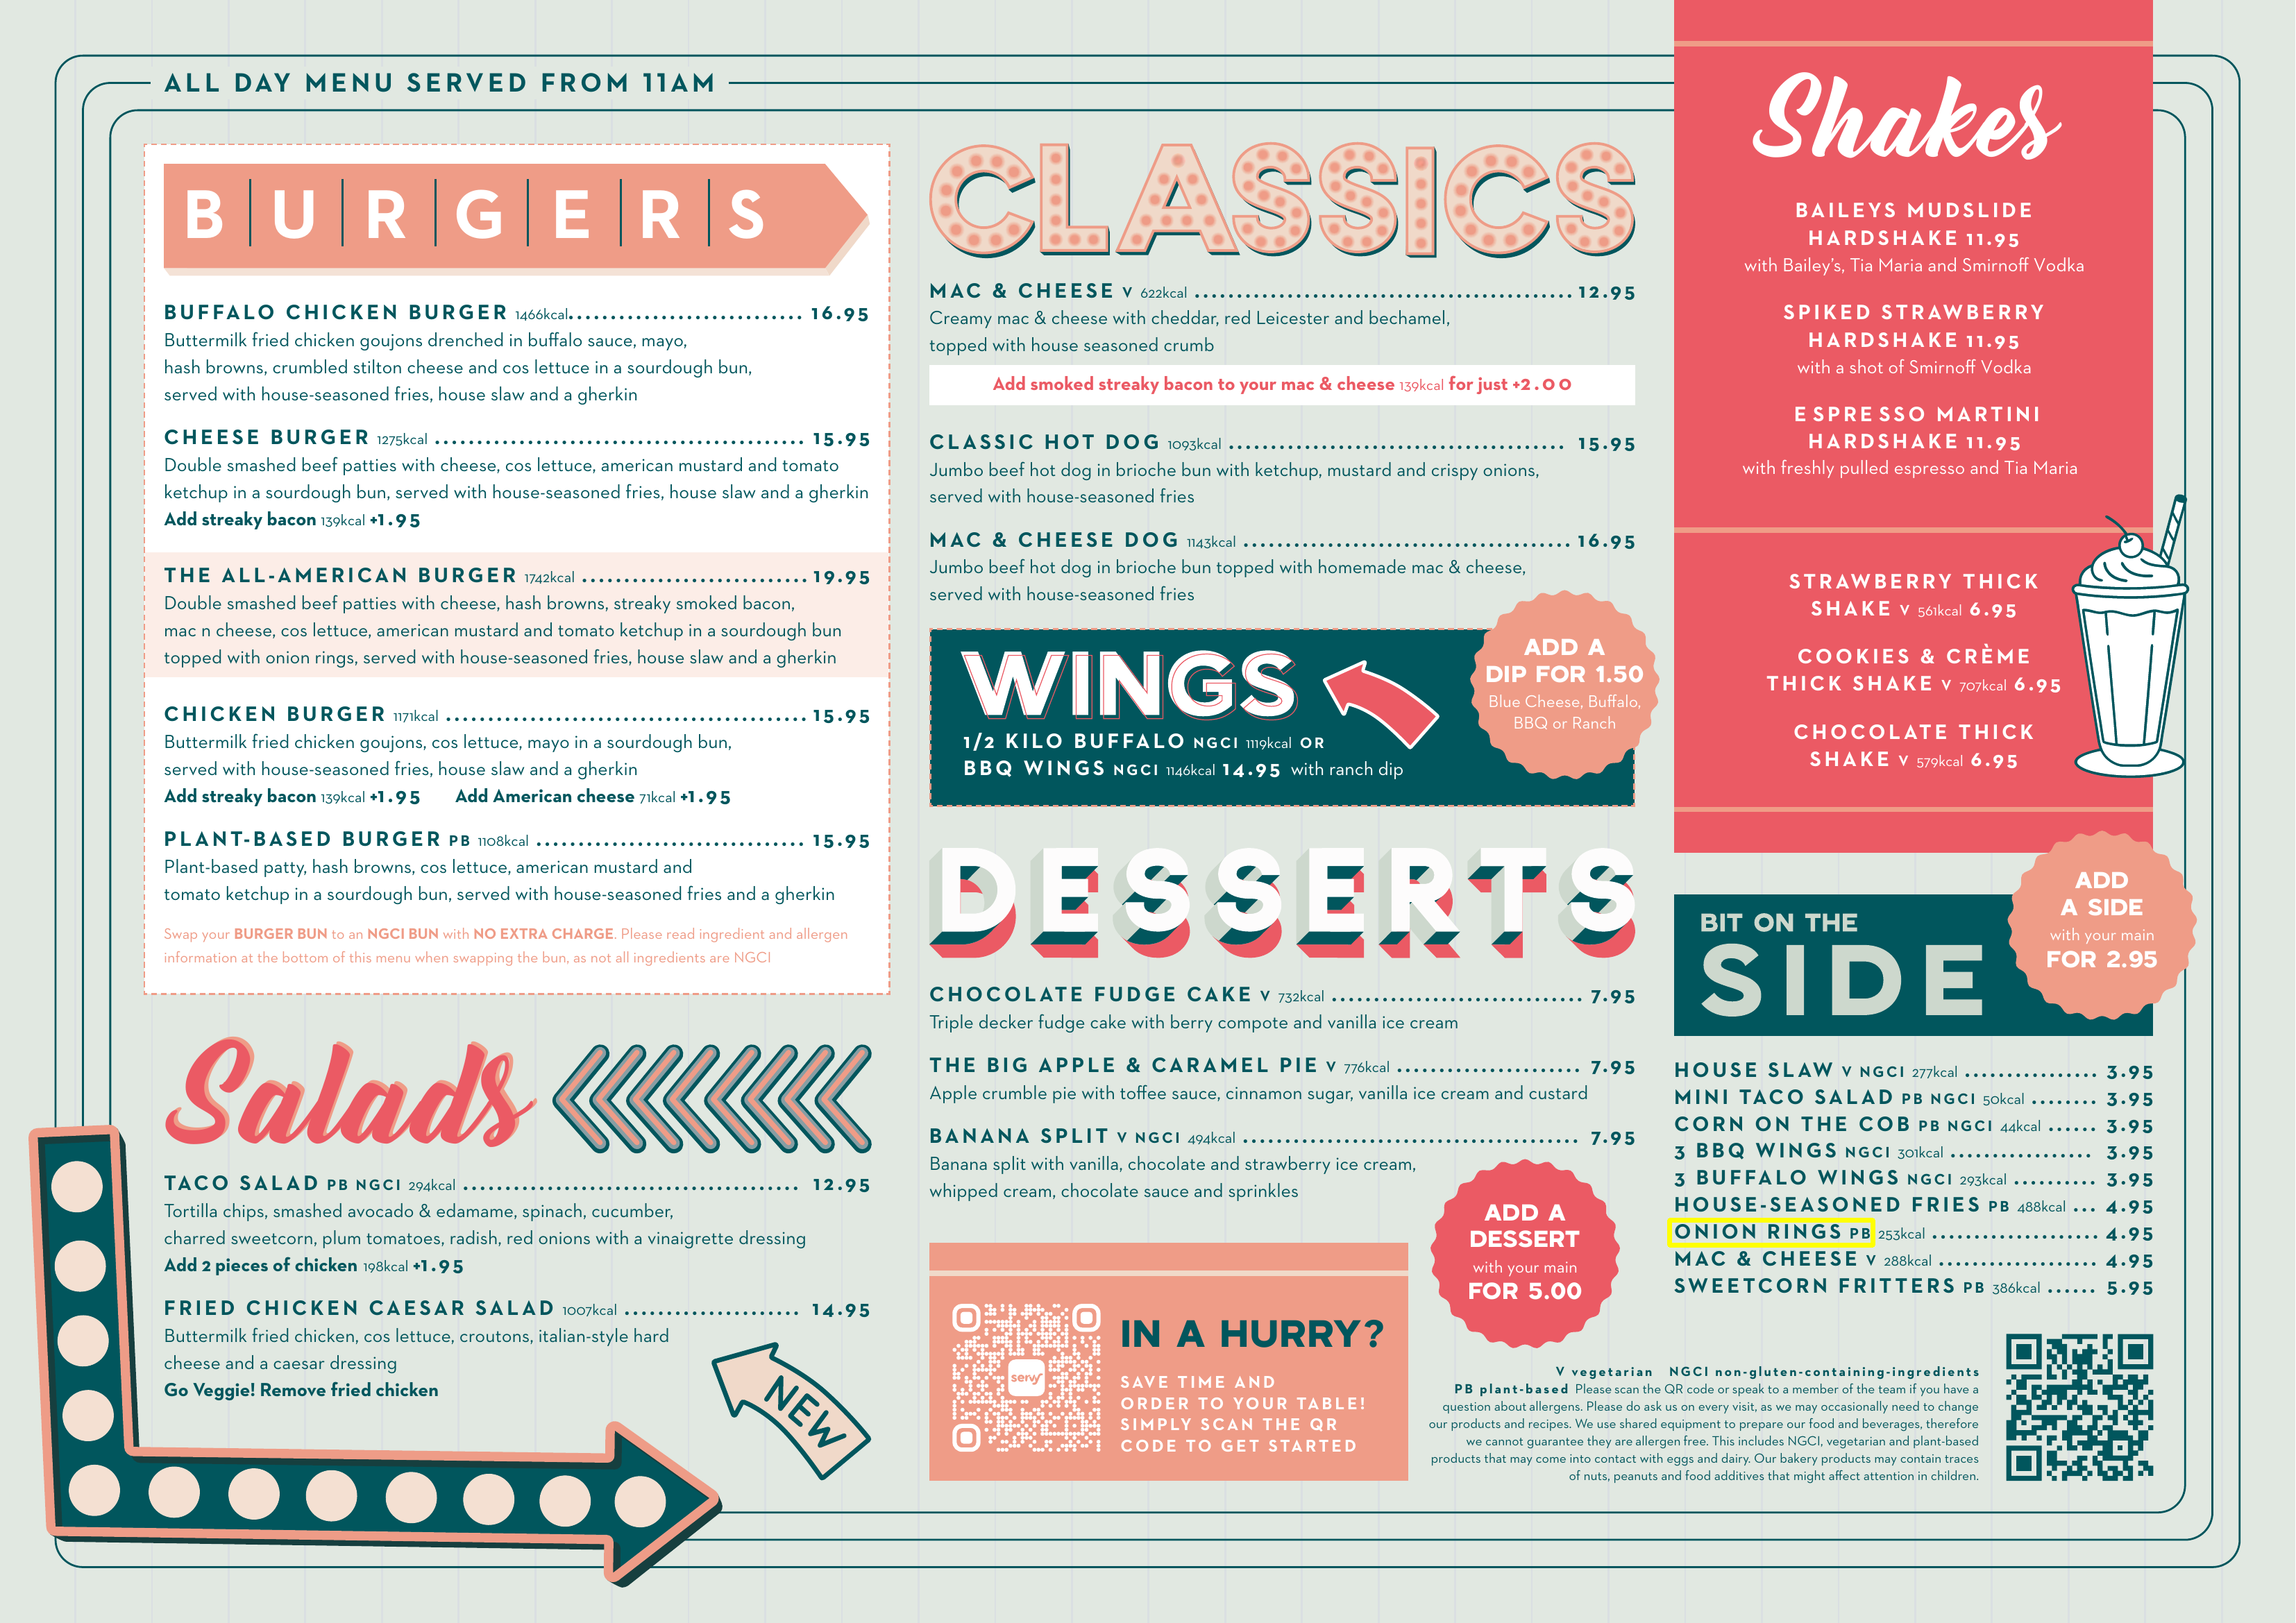 ALL DAY MENU SERVED FROM 11AM
BURGERS
BUFFALO CHICKEN BURGER 1466kcal............................ 16.95
Buttermilk fried chicken goujons drenched in buffalo sauce, mayo,
hash browns, crumbled stilton cheese and cos lettuce in a sourdough bun,
served with house-seasoned fries, house slaw and a gherkin
CHEESE BURGER 1275kcal ............................................ 15.95
Double smashed beef patties with cheese, cos lettuce, american mustard and tomato
ketchup in a sourdough bun, served with house-seasoned fries, house slaw and a gherkin
Add streaky bacon 139kcal +1.95
THE ALL-AMERICAN BURGER 1742kcal ........................... 19.95
Double smashed beef patties with cheese, hash browns, streaky smoked bacon,
mac n cheese, cos lettuce, american mustard and tomato ketchup in a sourdough bun
topped with onion rings, served with house-seasoned fries, house slaw and a gherkin
CHICKEN BURGER 1171kcal ........................................... 15.95
Buttermilk fried chicken goujons, cos lettuce, mayo in a sourdough bun,
served with house-seasoned fries, house slaw and a gherkin
Add streaky bacon 139kcal +1.95 Add American cheese 71kcal +1.95
PLANT-BASED BURGER PB 1108kcal ................................ 15.95
Plant-based patty, hash browns, cos lettuce, american mustard and
tomato ketchup in a sourdough bun, served with house-seasoned fries and a gherkin
Swap your BURGER BUN to an NGCI BUN with NO EXTRA CHARGE. Please read ingredient and allergen
information at the bottom of this menu when swapping the bun, as not all ingredients are NGCI
Salads
TACO SALAD PB NGCI 294kcal ........................................ 12.95
Tortilla chips, smashed avocado & edamame, spinach, cucumber,
charred sweetcorn, plum tomatoes, radish, red onions with a vinaigrette dressing
Add 2 pieces of chicken 198kcal +1.95
FRIED CHICKEN CAESAR SALAD 1007kcal ..................... 14.95
Buttermilk fried chicken, cos lettuce, croutons, italian-style hard
cheese and a caesar dressing
Go Veggie! Remove fried chicken
NEW
CLASSICS
MAC & CHEESE V 622kcal ............................................. 12.95
Creamy mac & cheese with cheddar, red Leicester and bechamel,
topped with house seasoned crumb
Add smoked streaky bacon to your mac & cheese 139kcal for just +2.00
CLASSIC HOT DOG 1093kcal ........................................ 15.95
Jumbo beef hot dog in brioche bun with ketchup, mustard and crispy onions,
served with house-seasoned fries
MAC & CHEESE DOG 1143kcal ....................................... 16.95
Jumbo beef hot dog in brioche bun topped with homemade mac & cheese,
served with house-seasoned fries
WINGS
1/2 KILO BUFFALO NGCI 1119kcal OR
BBQ WINGS NGCI 1146kcal 14.95 with ranch dip
ADD A
DIP FOR 1.50
Blue Cheese, Buffalo,
BBQ or Ranch
DESSERTS
CHOCOLATE FUDGE CAKE V 732kcal .............................. 7.95
Triple decker fudge cake with berry compote and vanilla ice cream
THE BIG APPLE & CARAMEL PIE V 776kcal ...................... 7.95
Apple crumble pie with toffee sauce, cinnamon sugar, vanilla ice cream and custard
BANANA SPLIT V NGCI 494kcal ........................................ 7.95
Banana split with vanilla, chocolate and strawberry ice cream,
whipped cream, chocolate sauce and sprinkles
ADD A
DESSERT
with your main
FOR 5.00
servy
IN A HURRY?
SAVE TIME AND
ORDER TO YOUR TABLE!
SIMPLY SCAN THE QR
CODE TO GET STARTED
Shakes
BAILEYS MUDSLIDE
HARDSHAKE 11.95
with Bailey's, Tia Maria and Smirnoff Vodka
SPIKED STRAWBERRY
HARDSHAKE 11.95
with a shot of Smirnoff Vodka
ESPRESSO MARTINI
HARDSHAKE 11.95
with freshly pulled espresso and Tia Maria
STRAWBERRY THICK
SHAKE V 561kcal 6.95
COOKIES & CRÈME
THICK SHAKE V 707kcal 6.95
CHOCOLATE THICK
SHAKE V 579kcal 6.95
BIT ON THE
SIDE
ADD
A SIDE
with your main
FOR 2.95
HOUSE SLAW V NGCI 277kcal ................ 3.95
MINI TACO SALAD PB NGCI 50kcal ........ 3.95
CORN ON THE COB PB NGCI 44kcal ...... 3.95
3 BBQ WINGS NGCI 301kcal ................. 3.95
3 BUFFALO WINGS NGCI 293kcal .......... 3.95
HOUSE-SEASONED FRIES PB 488kcal ... 4.95
ONION RINGS PB 253kcal .................... 4.95
MAC & CHEESE V 288kcal ................... 4.95
SWEETCORN FRITTERS PB 386kcal ...... 5.95
V vegetarian NGCI non-gluten-containing-ingredients
PB plant-based Please scan the QR code or speak to a member of the team if you have a
question about allergens. Please do ask us on every visit, as we may occasionally need to change
our products and recipes. We use shared equipment to prepare our food and beverages, therefore
we cannot guarantee they are allergen free. This includes NGCI, vegetarian and plant-based
products that may come into contact with eggs and dairy. Our bakery products may contain traces
of nuts, peanuts and food additives that might affect attention in children.